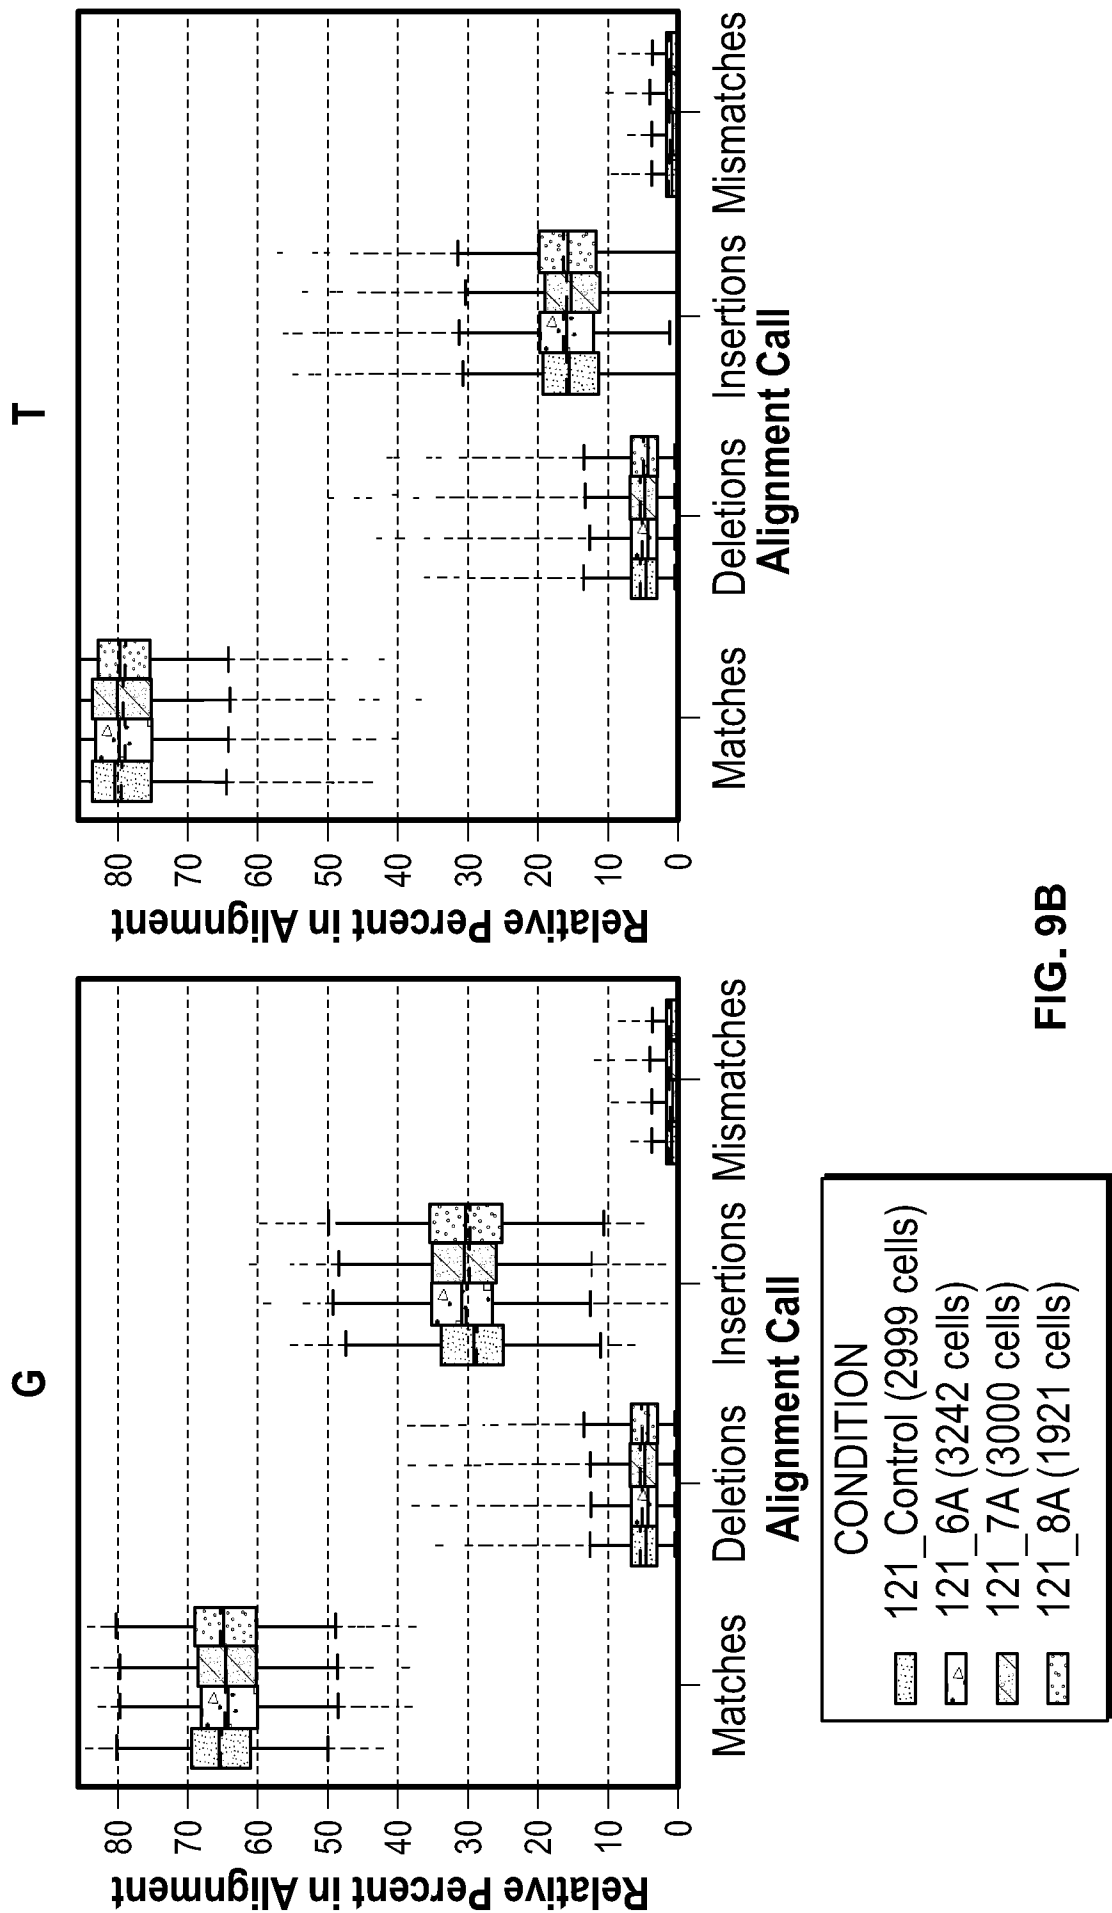 G
Relative Percent in Alignment
80
70
60
50
40
30
20
10
0
Matches Deletions Insertions Mismatches
Alignment Call
T
Relative Percent in Alignment
80
70
60
50
40
30
20
10
0
Matches Deletions Insertions Mismatches
Alignment Call
CONDITION
121_Control (2999 cells)
121_6A (3242 cells)
121_7A (3000 cells)
121_8A (1921 cells)
FIG. 9B